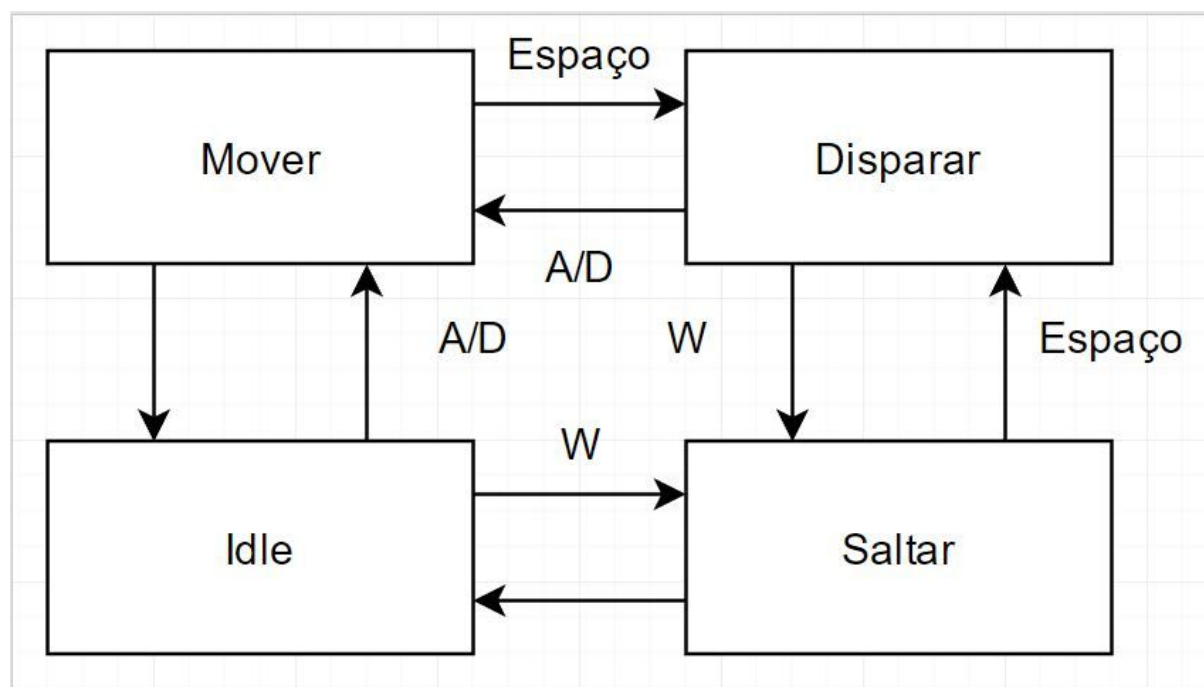 Espaço
Mover
Disparar
A/D
A/D
W
Espaço
W
Idle
Saltar